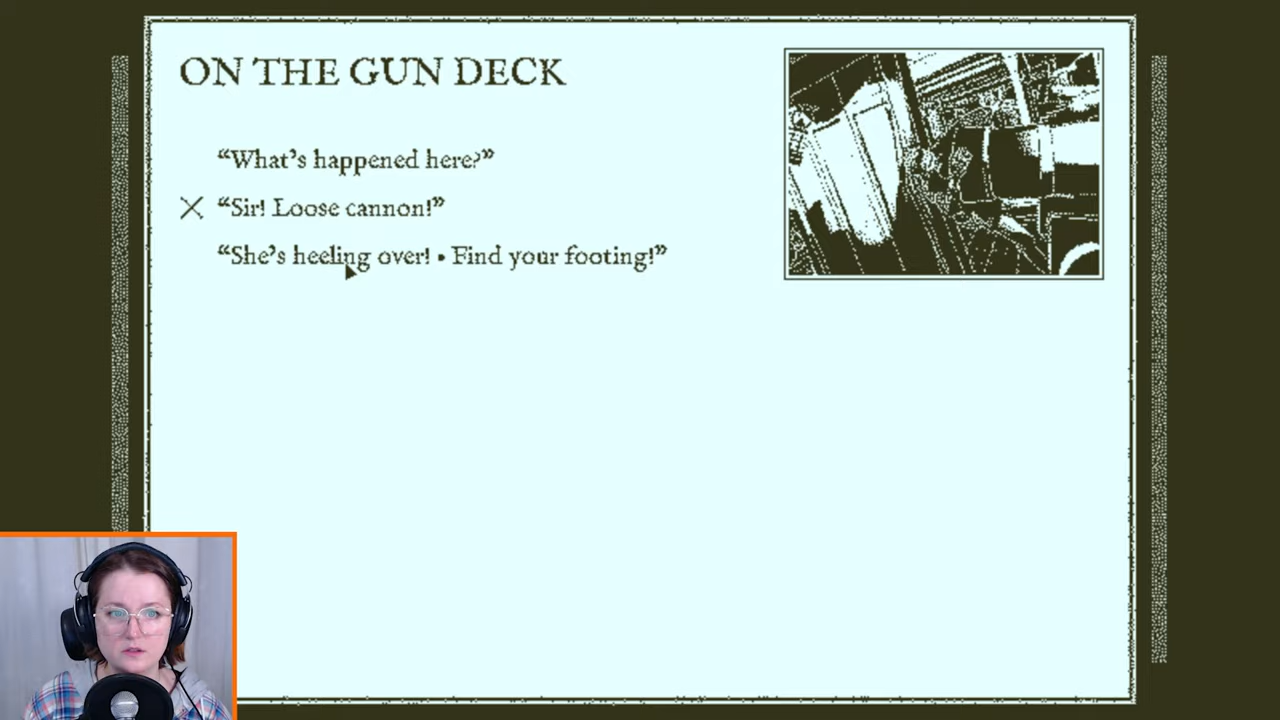 ON THE GUN DECK
“What’s happened here?”
“Sir! Loose cannon!”
“She’s heeling over! • Find your footing!”